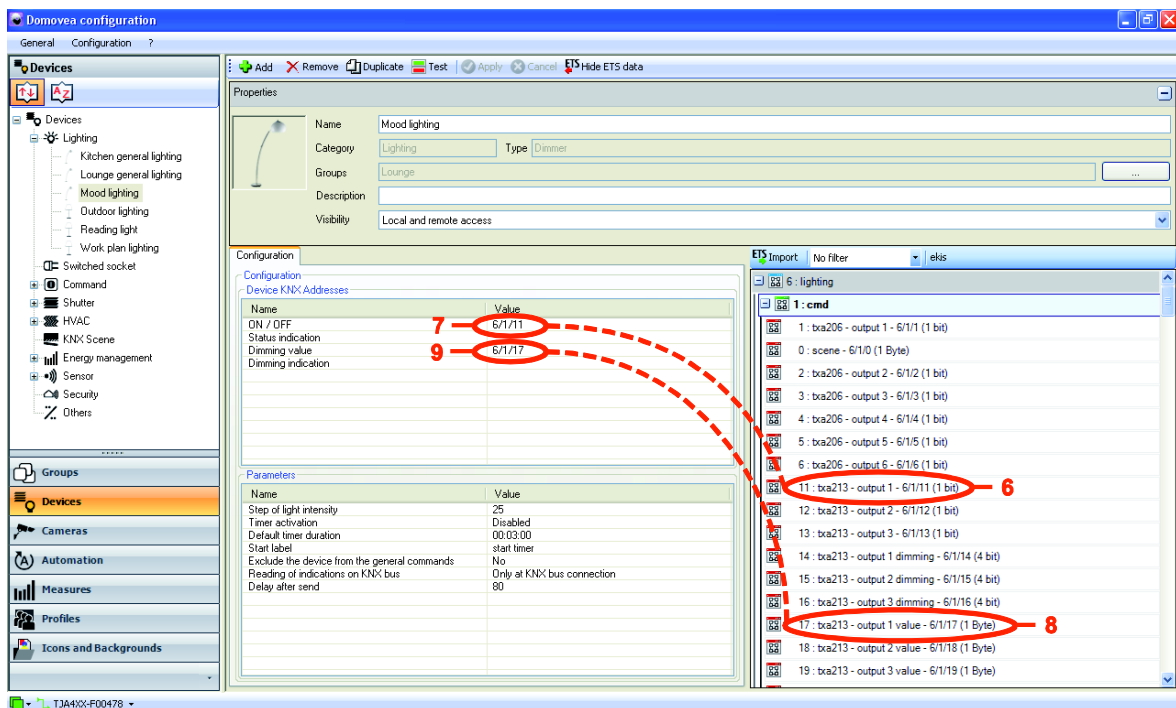 Domovea configuration
General Configuration ?
Devices
Devices
Lighting
Kitchen general lighting
Lounge general lighting
Mood lighting
Outdoor lighting
Reading light
Work plan lighting
Switched socket
Command
Shutter
HVAC
KNX Scene
Energy management
Sensor
Security
Others
Groups
Devices
Cameras
Automation
Measures
Profiles
Icons and Backgrounds
Add Remove Duplicate Test Apply Cancel ETS Hide ETS data
Properties
Name Mood lighting
Category Lighting Type Dimmer
Groups Lounge ...
Description
Visibility Local and remote access
Configuration
Configuration
Device KNX Addresses
Name Value
ON / OFF 7 6/1/11
Status indication
Dimming value 9 6/1/17
Dimming indication
Parameters
Name Value
Step of light intensity 25
Timer activation Disabled
Default timer duration 00:03:00
Start label start timer
Exclude the device from the general commands No
Reading of indications on KNX bus Only at KNX bus connection
Delay after send 80
ETS Import No filter ekis
6 : lighting
1 : cmd
1 : txa206 - output 1 - 6/1/1 (1 bit)
0 : scene - 6/1/0 (1 Byte)
2 : txa206 - output 2 - 6/1/2 (1 bit)
3 : txa206 - output 3 - 6/1/3 (1 bit)
4 : txa206 - output 4 - 6/1/4 (1 bit)
5 : txa206 - output 5 - 6/1/5 (1 bit)
6 : txa206 - output 6 - 6/1/6 (1 bit)
11 : txa213 - output 1 - 6/1/11 (1 bit) 6
12 : txa213 - output 2 - 6/1/12 (1 bit)
13 : txa213 - output 3 - 6/1/13 (1 bit)
14 : txa213 - output 1 dimming - 6/1/14 (4 bit)
15 : txa213 - output 2 dimming - 6/1/15 (4 bit)
16 : txa213 - output 3 dimming - 6/1/16 (4 bit)
17 : txa213 - output 1 value - 6/1/17 (1 Byte) 8
18 : txa213 - output 2 value - 6/1/18 (1 Byte)
19 : txa213 - output 3 value - 6/1/19 (1 Byte)
TJA4XX-F00478